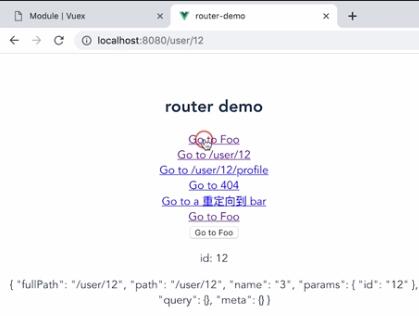 Module | Vuex
router-demo
localhost:8080/user/12
router demo
Go to Foo
Go to /user/12
Go to /user/12/profile
Go to 404
Go to a 重定向到 bar
Go to Foo
Go to Foo
id: 12
{ "fullPath": "/user/12", "path": "/user/12", "name": "3", "params": { "id": "12" },
"query": {}, "meta": {} }